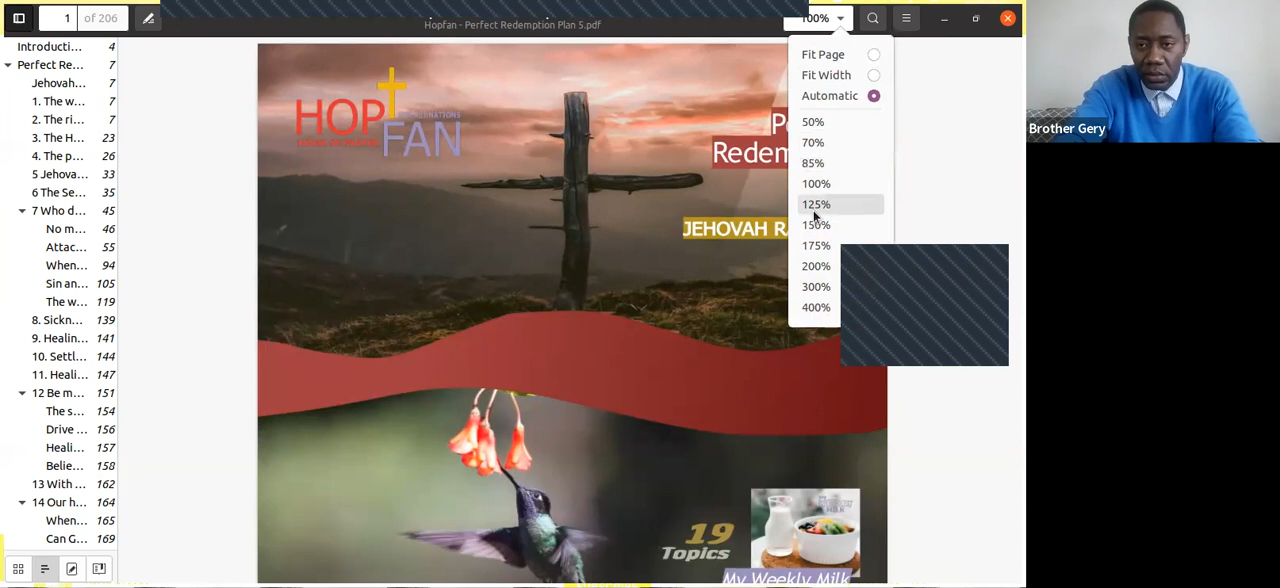 1 of 206
Hopfan - Perfect Redemption Plan 5.pdf
100%
Introducti... 4
Perfect Re... 7
Jehovah... 7
1. The w... 7
2. The ri... 7
3. The H... 23
4. The p... 26
5 Jehova... 33
6 The Se... 35
7 Who d... 45
No m... 46
Attac... 55
When... 94
Sin an... 105
The w... 119
8. Sickn... 139
9. Healin... 141
10. Settl... 144
11. Heali... 147
12 Be m... 151
The s... 154
Drive ... 156
Heali... 157
Belie... 158
13 With ... 162
14 Our h... 164
When... 165
Can G... 169
HOP
FAN
Redem
JEHOVAH RA
19
Topics
My Weekly Milk
Fit Page
Fit Width
Automatic
50%
70%
85%
100%
125%
150%
175%
200%
300%
400%
Brother Gery